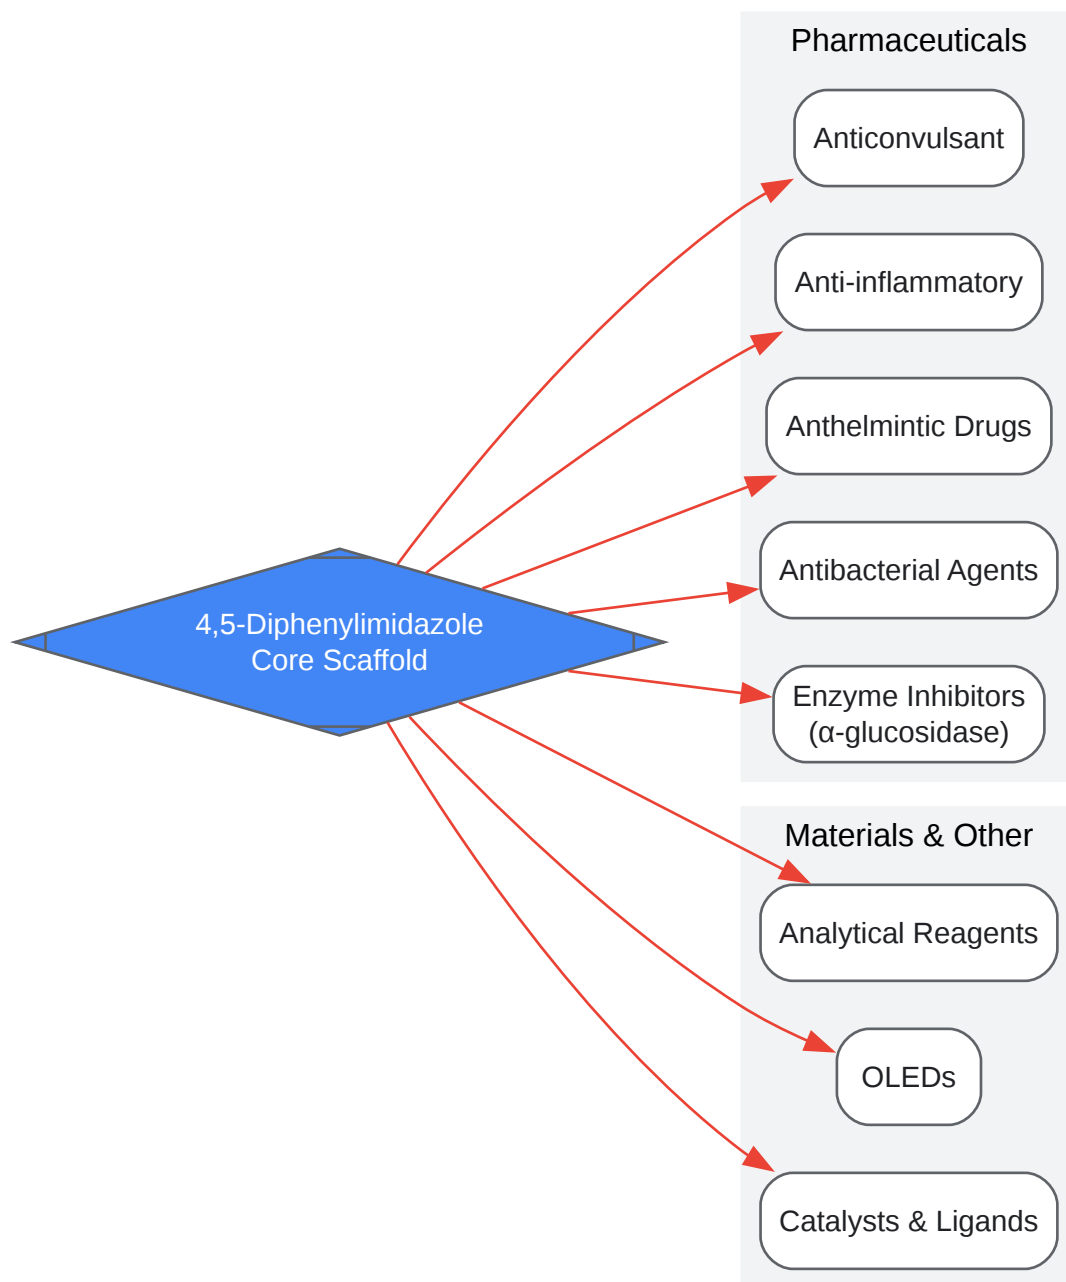 Pharmaceuticals
Anticonvulsant
Anti-inflammatory
Anthelmintic Drugs
Antibacterial Agents
Enzyme Inhibitors
(α-glucosidase)
4,5-Diphenylimidazole
Core Scaffold
Materials & Other
Analytical Reagents
OLEDs
Catalysts & Ligands